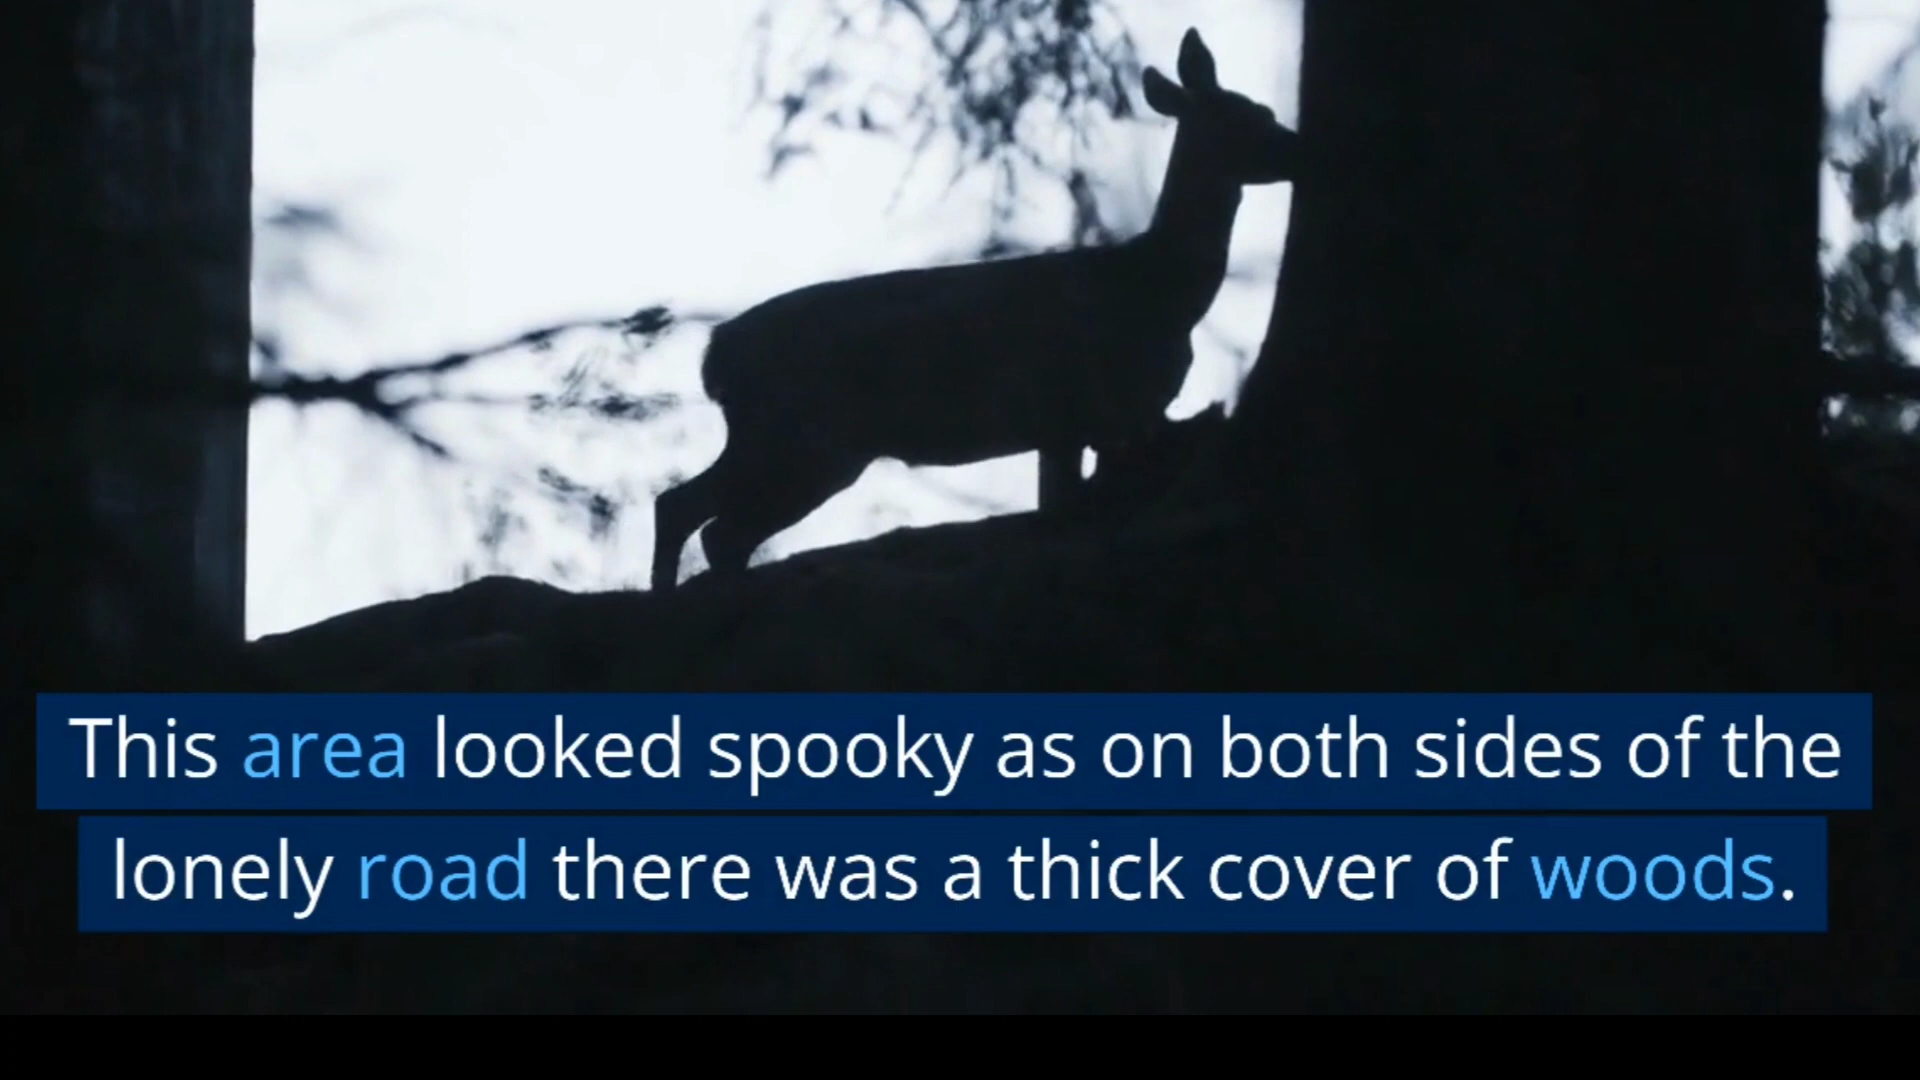 This area looked spooky as on both sides of the
lonely road there was a thick cover of woods.